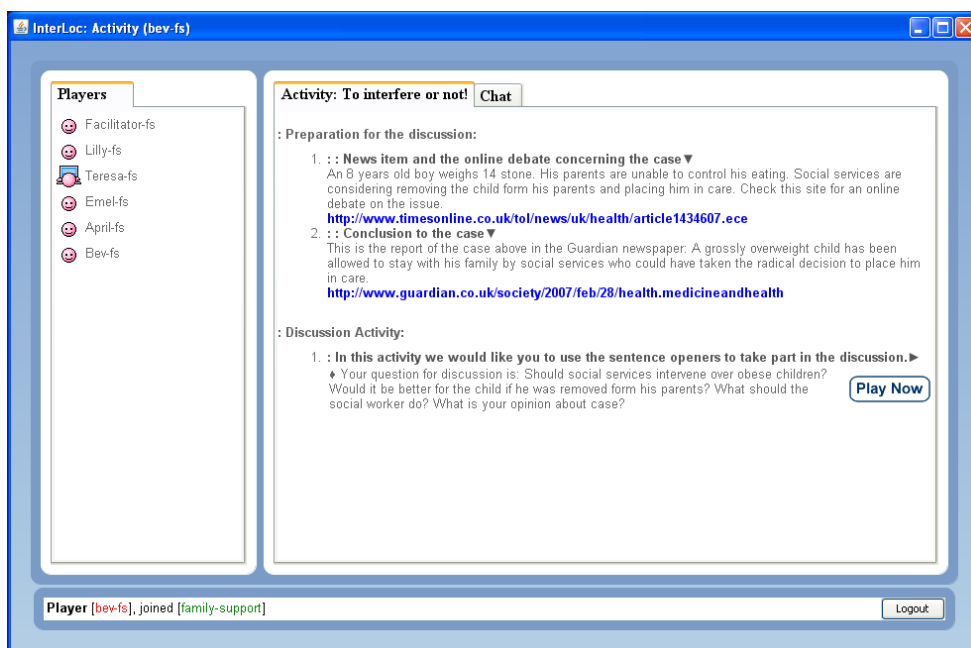 InterLoc: Activity (bev-fs)
Players
Facilitator-fs
Lilly-fs
Teresa-fs
Emel-fs
April-fs
Bev-fs
Activity: To interfere or not! Chat
: Preparation for the discussion:
1. : : News item and the online debate concerning the case▼
An 8 years old boy weighs 14 stone. His parents are unable to control his eating. Social services are
considering removing the child form his parents and placing him in care. Check this site for an online
debate on the issue.
http://www.timesonline.co.uk/tol/news/uk/health/article1434607.ece
2. : : Conclusion to the case▼
This is the report of the case above in the Guardian newspaper: A grossly overweight child has been
allowed to stay with his family by social services who could have taken the radical decision to place him
in care.
http://www.guardian.co.uk/society/2007/feb/28/health.medicineandhealth
: Discussion Activity:
1. : In this activity we would like you to use the sentence openers to take part in the discussion.►
♦ Your question for discussion is: Should social services intervene over obese children?
Would it be better for the child if he was removed form his parents? What should the
social worker do? What is your opinion about case?
Play Now
Player [bev-fs], joined [family-support]
Logout